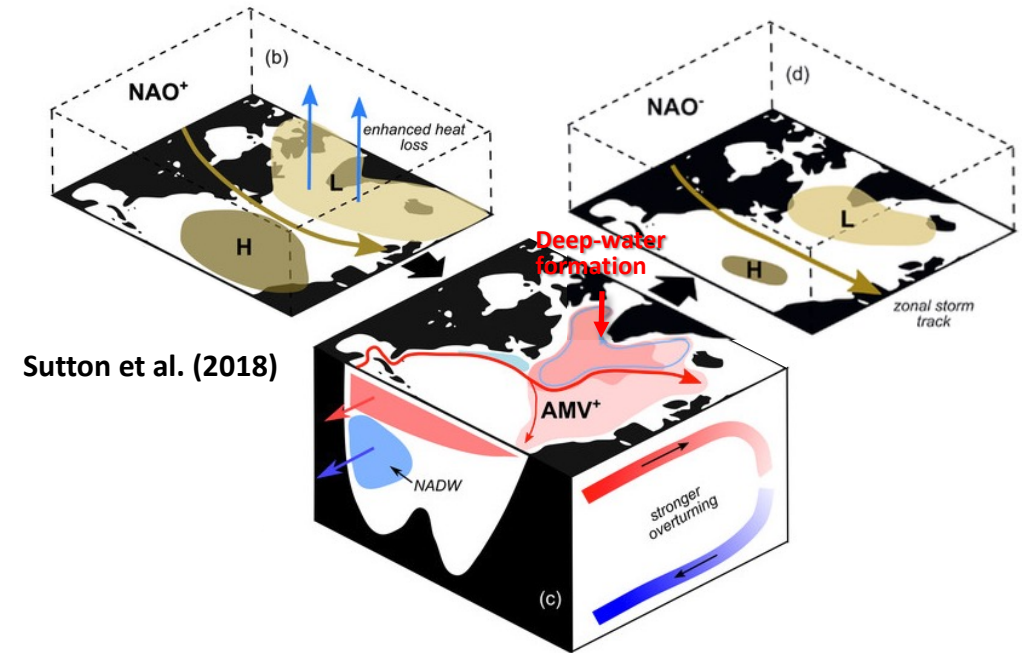 (b)
NAO⁺
enhanced heat
loss
L
H
(d)
NAO⁻
L
H
zonal storm
track
Deep-water
formation
Sutton et al. (2018)
AMV⁺
NADW
stronger
overturning
(c)